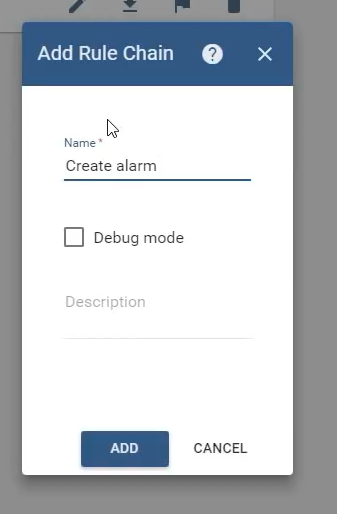 Add Rule Chain ?
Name *
Create alarm
Debug mode
Description
ADD CANCEL